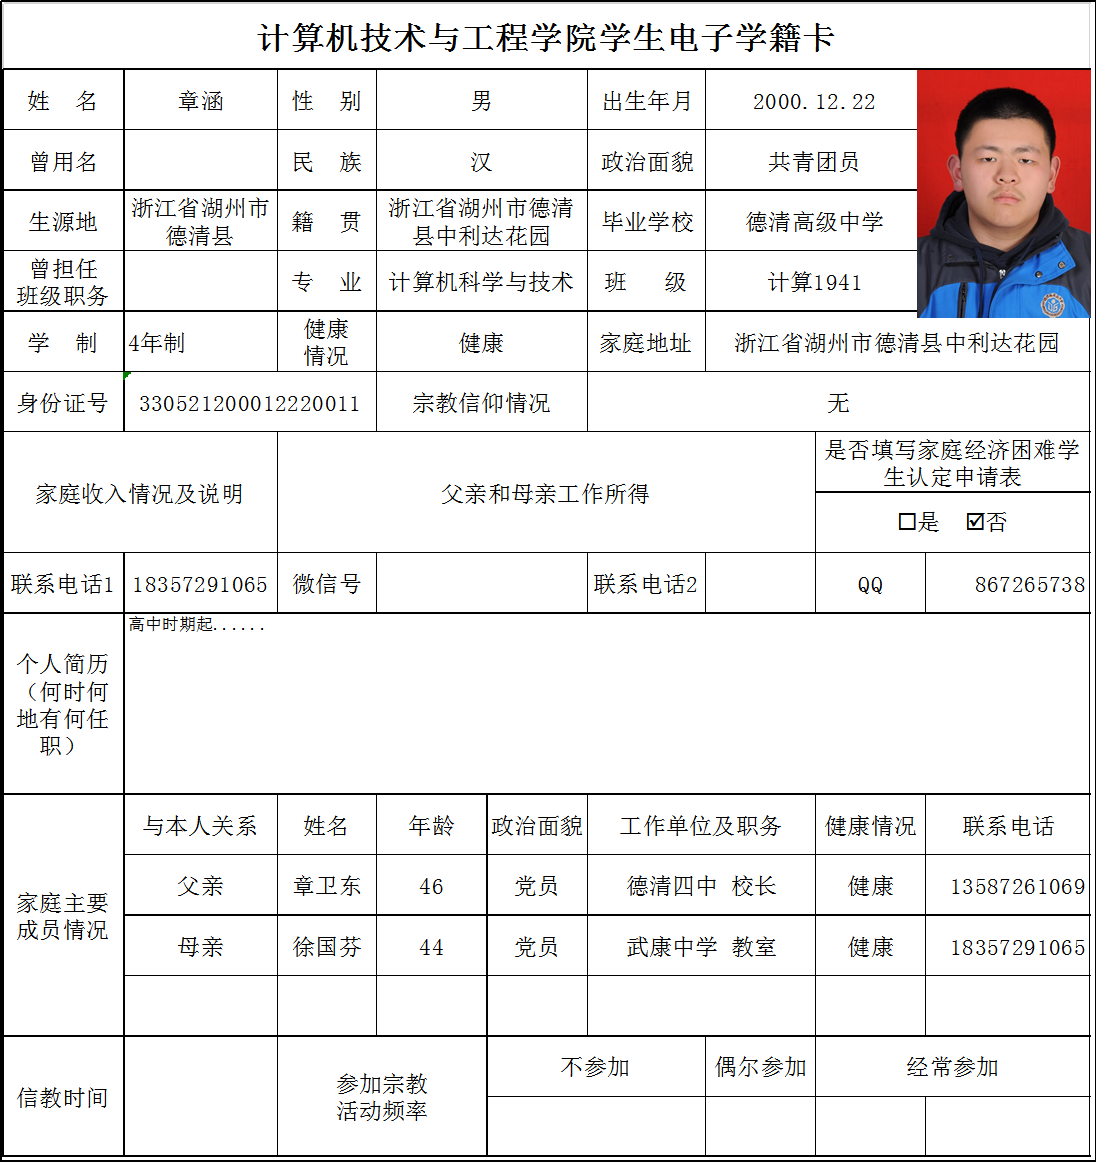 计算机技术与工程学院学生电子学籍卡
姓 名 章涵 性 别 男 出生年月 2000.12.22
曾用名 民 族 汉 政治面貌 共青团员
生源地 浙江省湖州市德清县 籍 贯 浙江省湖州市德清县中利达花园 毕业学校 德清高级中学
曾担任班级职务 专 业 计算机科学与技术 班 级 计算1941
学 制 4年制 健康情况 健康 家庭地址 浙江省湖州市德清县中利达花园
身份证号 330521200012220011 宗教信仰情况 无
家庭收入情况及说明 父亲和母亲工作所得 是否填写家庭经济困难学生认定申请表
☐是 ☑否
联系电话1 18357291065 微信号 联系电话2 QQ 867265738
个人简历（何时何地有何任职） 高中时期起......
家庭主要成员情况
与本人关系 姓名 年龄 政治面貌 工作单位及职务 健康情况 联系电话
父亲 章卫东 46 党员 德清四中 校长 健康 13587261069
母亲 徐国芬 44 党员 武康中学 教室 健康 18357291065
信教时间 参加宗教活动频率 不参加 偶尔参加 经常参加